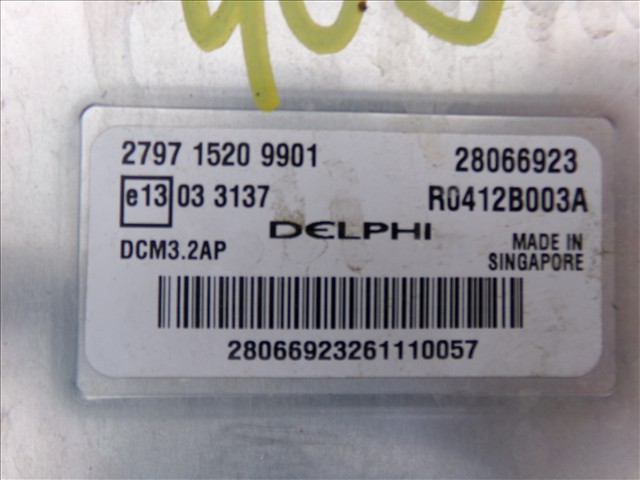 2797 1520 9901 28066923
e13 03 3137 R0412B003A
DELPHI
DCM3.2AP MADE IN
SINGAPORE
28066923261110057